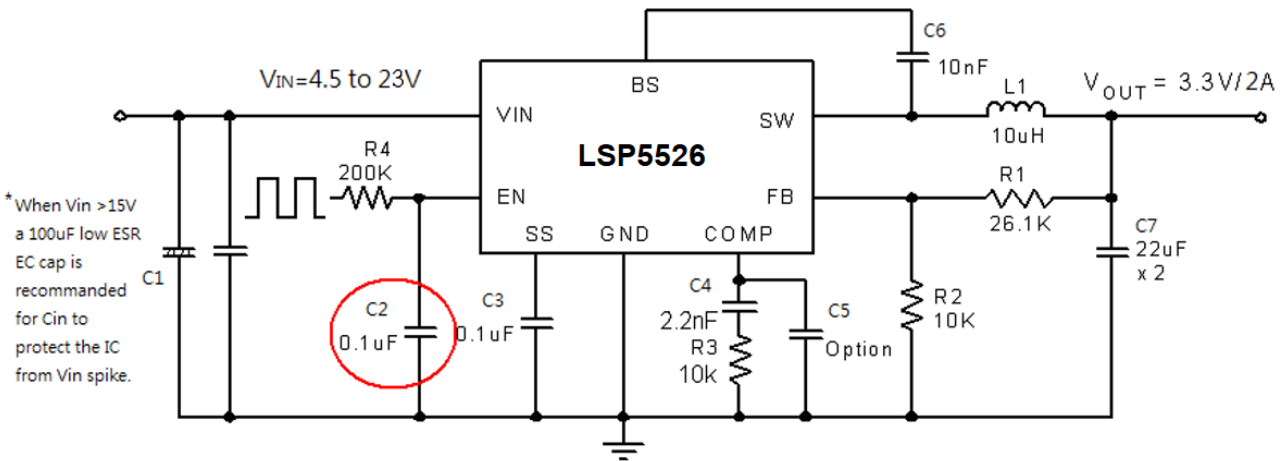 C6
10nF
VIN=4.5 to 23V
BS
L1
VOUT = 3.3V/2A
VIN
SW
10uH
LSP5526
R4
200K
R1
EN
FB
26.1K
* When Vin >15V
a 100uF low ESR
EC cap is
recommanded
for Cin to
protect the IC
from Vin spike.
C1
SS
GND
COMP
C7
22uF
x 2
C2
0.1uF
C3
0.1uF
C4
2.2nF
R3
10k
C5
Option
R2
10K